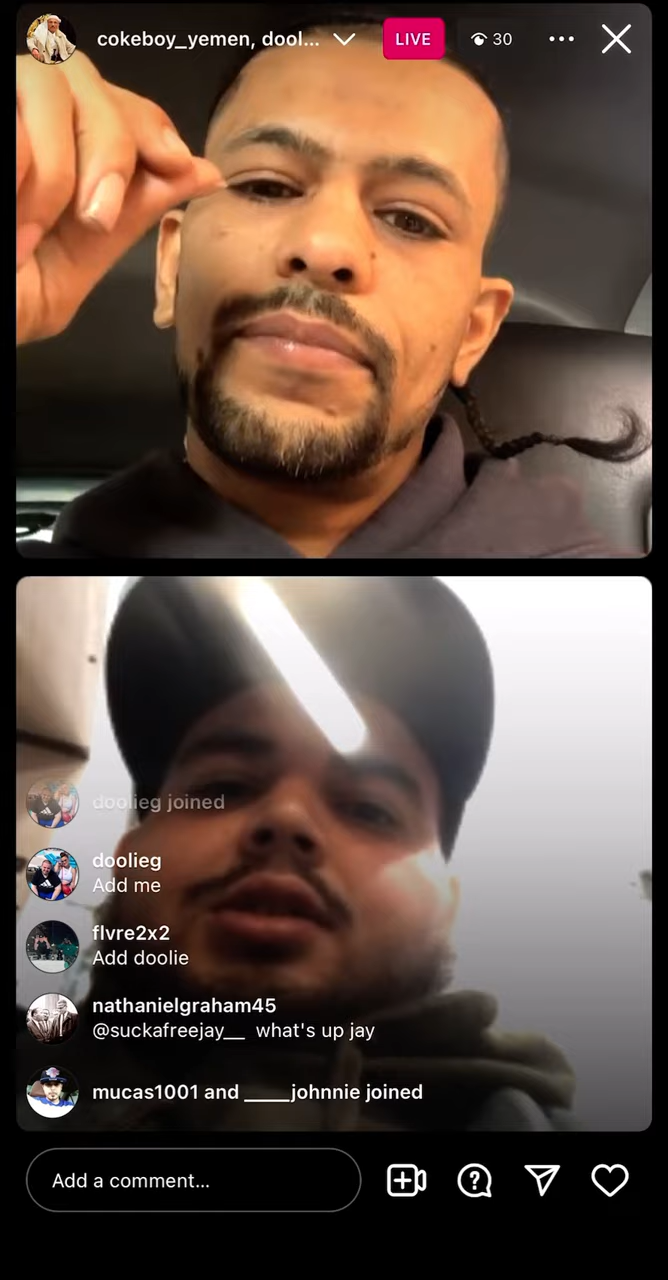 cokeboy_yemen, dool...
LIVE
30
doolieg joined
doolieg
Add me
flvre2x2
Add doolie
nathanielgraham45
@suckafreejay__ what's up jay
mucas1001 and ____johnnie joined
Add a comment...